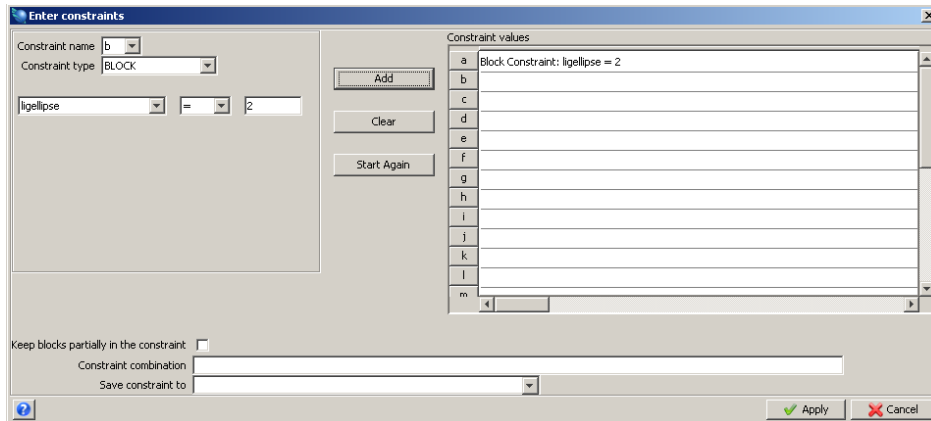 Enter constraints
Constraint name b
Constraint type BLOCK
ligellipse = 2
Add
Clear
Start Again
Constraint values
a Block Constraint: ligellipse = 2
b
c
d
e
f
g
h
i
j
k
l
m
Keep blocks partially in the constraint
Constraint combination
Save constraint to
? Apply Cancel